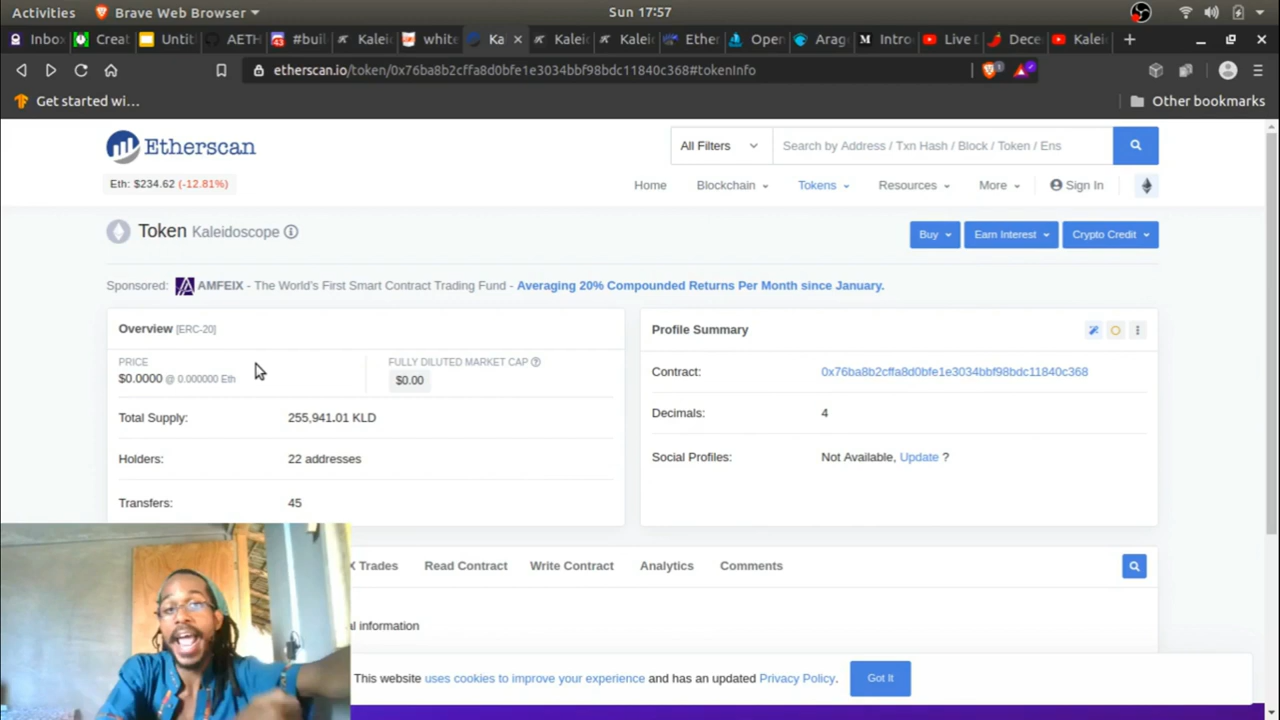 Activities Brave Web Browser Sun 17:57
Inbo Creat Untit AETH #buil Kalei white Ka Kalei Kalei Ether Open Arag Intro Live Dece Kalei
etherscan.io/token/0x76ba8b2cffa8d0bfe1e3034bbf98bdc11840c368#tokenInfo
Get started wi... Other bookmarks
Etherscan All Filters Search by Address / Txn Hash / Block / Token / Ens
Eth: $234.62 (-12.81%) Home Blockchain Tokens Resources More Sign In
Token Kaleidoscope Buy Earn Interest Crypto Credit
Sponsored: AMFEIX - The World's First Smart Contract Trading Fund - Averaging 20% Compounded Returns Per Month since January.
Overview [ERC-20]
PRICE FULLY DILUTED MARKET CAP
$0.0000 @ 0.000000 Eth $0.00
Total Supply: 255,941.01 KLD
Holders: 22 addresses
Transfers: 45
Profile Summary
Contract: 0x76ba8b2cffa8d0bfe1e3034bbf98bdc11840c368
Decimals: 4
Social Profiles: Not Available, Update ?
X Trades Read Contract Write Contract Analytics Comments
al information
This website uses cookies to improve your experience and has an updated Privacy Policy. Got It